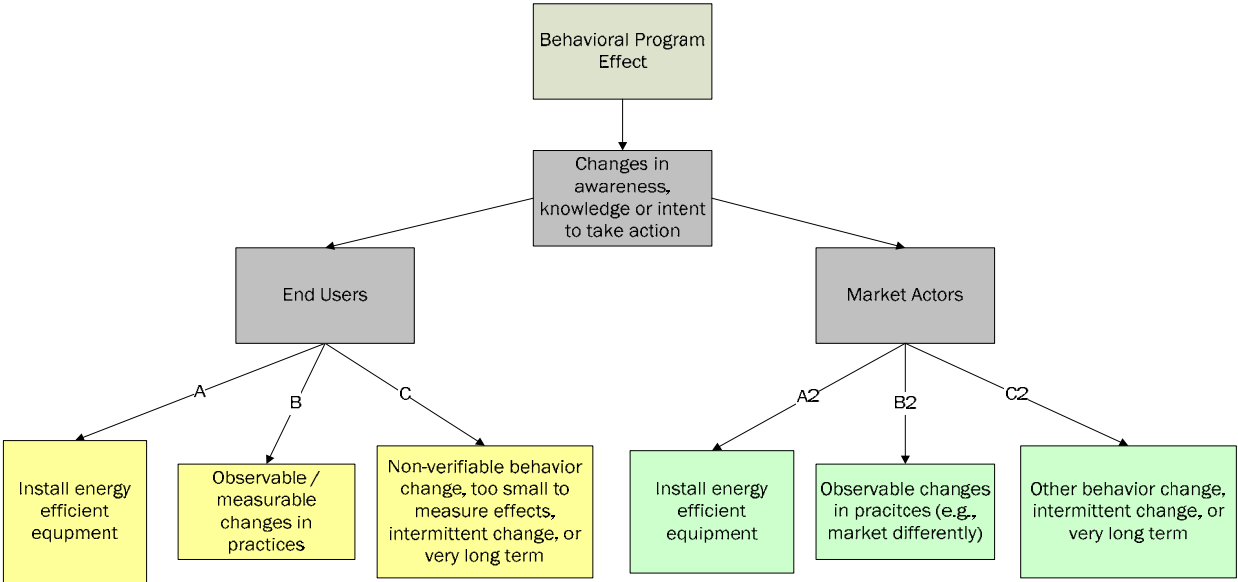 Behavioral Program
Effect
Changes in
awareness,
knowledge or intent
to take action
End Users
Market Actors
A
B
C
A2
B2
C2
Install energy
efficient
equpment
Observable /
measurable
changes in
practices
Non-verifiable behavior
change, too small to
measure effects,
intermittent change, or
very long term
Install energy
efficient
equipment
Observable changes
in pracitces (e.g.,
market differently)
Other behavior change,
intermittent change, or
very long term